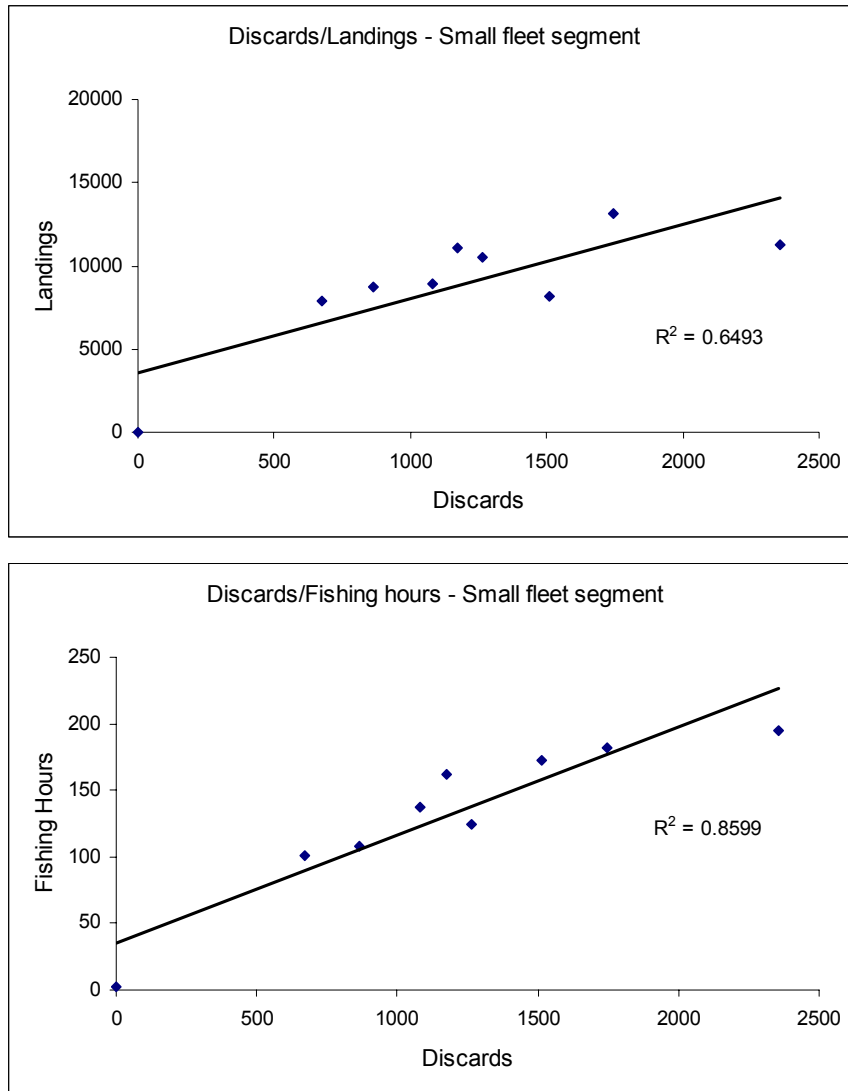 Discards/Landings - Small fleet segment
20000
15000
10000
5000
0
Landings
R² = 0.6493
0 500 1000 1500 2000 2500
Discards
Discards/Fishing hours - Small fleet segment
250
200
150
100
50
0
Fishing Hours
R² = 0.8599
0 500 1000 1500 2000 2500
Discards